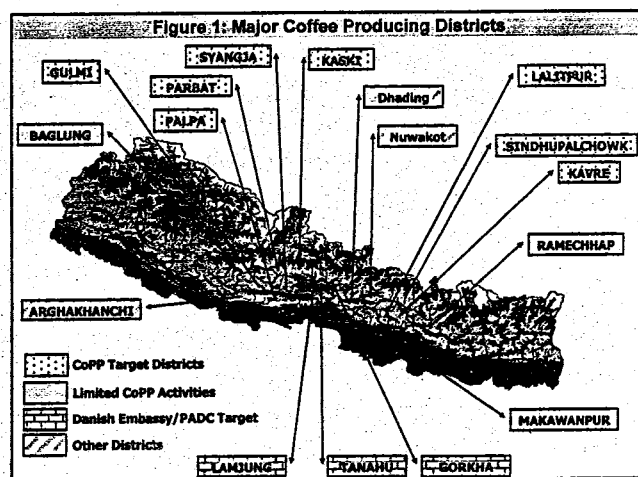 Figure 1: Major Coffee Producing Districts
SYANGJA
KASKI
GULMI
LALITPUR
PARBAT
Dhading
PALPA
BAGLUNG
Nuwakot
SINDHUPALCHOWK
KAVRE
RAMECHHAP
ARGHAKHANCHI
CoPP Target Districts
Limited CoPP Activities
Danish Embassy/PADC Target
MAKAWANPUR
Other Districts
LAMJUNG
TANAHU
GORKHA